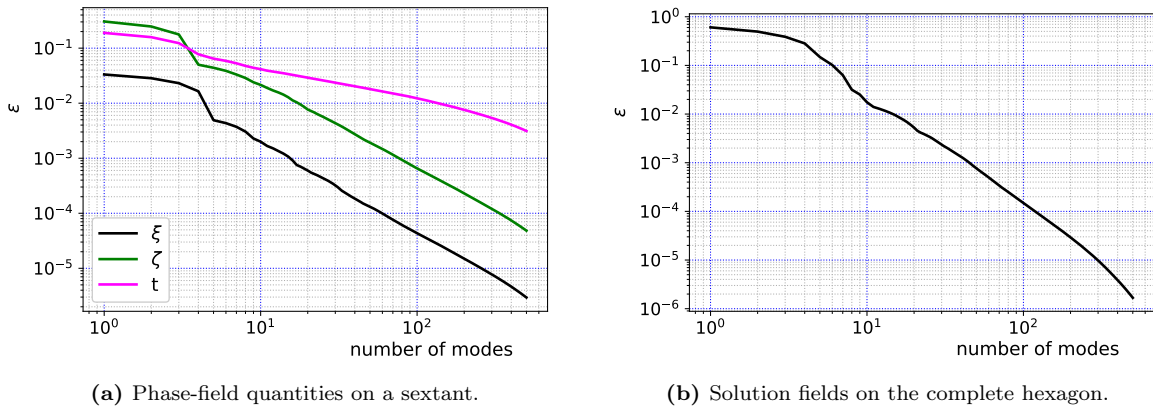 10⁻¹
10⁻²
10⁻³
10⁻⁴
10⁻⁵
ε
ξ
ζ
t
10⁰ 10¹ 10²
number of modes
(a) Phase-field quantities on a sextant.
10⁰
10⁻¹
10⁻²
10⁻³
10⁻⁴
10⁻⁵
10⁻⁶
ε
10⁰ 10¹ 10²
number of modes
(b) Solution fields on the complete hexagon.